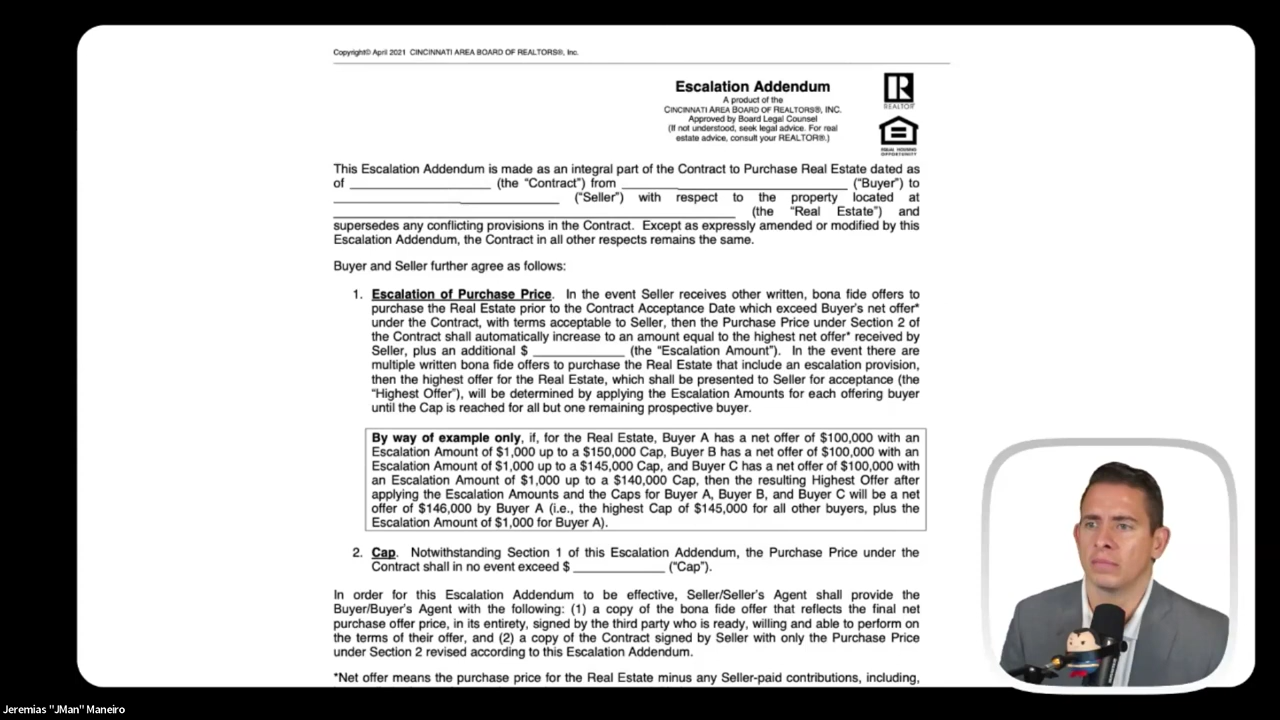 Copyright© April 2021 CINCINNATI AREA BOARD OF REALTORS®, Inc.
Escalation Addendum
A product of the
CINCINNATI AREA BOARD OF REALTORS®, INC.
Approved by Board Legal Counsel
(If not understood, seek legal advice. For real
estate advice, consult your REALTOR®.)
R
REALTOR®
EQUAL HOUSING
OPPORTUNITY
This Escalation Addendum is made as an integral part of the Contract to Purchase Real Estate dated as
of ____________________ (the “Contract”) from ________________________________ (“Buyer”) to
________________________________ (“Seller”) with respect to the property located at
_________________________________________________________ (the “Real Estate”) and
supersedes any conflicting provisions in the Contract. Except as expressly amended or modified by this
Escalation Addendum, the Contract in all other respects remains the same.
Buyer and Seller further agree as follows:
1. Escalation of Purchase Price. In the event Seller receives other written, bona fide offers to
purchase the Real Estate prior to the Contract Acceptance Date which exceed Buyer’s net offer*
under the Contract, with terms acceptable to Seller, then the Purchase Price under Section 2 of
the Contract shall automatically increase to an amount equal to the highest net offer* received by
Seller, plus an additional $ _____________ (the “Escalation Amount”). In the event there are
multiple written bona fide offers to purchase the Real Estate that include an escalation provision,
then the highest offer for the Real Estate, which shall be presented to Seller for acceptance (the
“Highest Offer”), will be determined by applying the Escalation Amounts for each offering buyer
until the Cap is reached for all but one remaining prospective buyer.
By way of example only, if, for the Real Estate, Buyer A has a net offer of $100,000 with an
Escalation Amount of $1,000 up to a $150,000 Cap, Buyer B has a net offer of $100,000 with an
Escalation Amount of $1,000 up to a $145,000 Cap, and Buyer C has a net offer of $100,000 with
an Escalation Amount of $1,000 up to a $140,000 Cap, then the resulting Highest Offer after
applying the Escalation Amounts and the Caps for Buyer A, Buyer B, and Buyer C will be a net
offer of $146,000 by Buyer A (i.e., the highest Cap of $145,000 for all other buyers, plus the
Escalation Amount of $1,000 for Buyer A).
2. Cap. Notwithstanding Section 1 of this Escalation Addendum, the Purchase Price under the
Contract shall in no event exceed $ _____________ (“Cap”).
In order for this Escalation Addendum to be effective, Seller/Seller’s Agent shall provide the
Buyer/Buyer’s Agent with the following: (1) a copy of the bona fide offer that reflects the final net
purchase offer price, in its entirety, signed by the third party who is ready, willing and able to perform on
the terms of their offer, and (2) a copy of the Contract signed by Seller with only the Purchase Price
under Section 2 revised according to this Escalation Addendum.
*Net offer means the purchase price for the Real Estate minus any Seller-paid contributions, including,
Jeremias "JMan" Maneiro